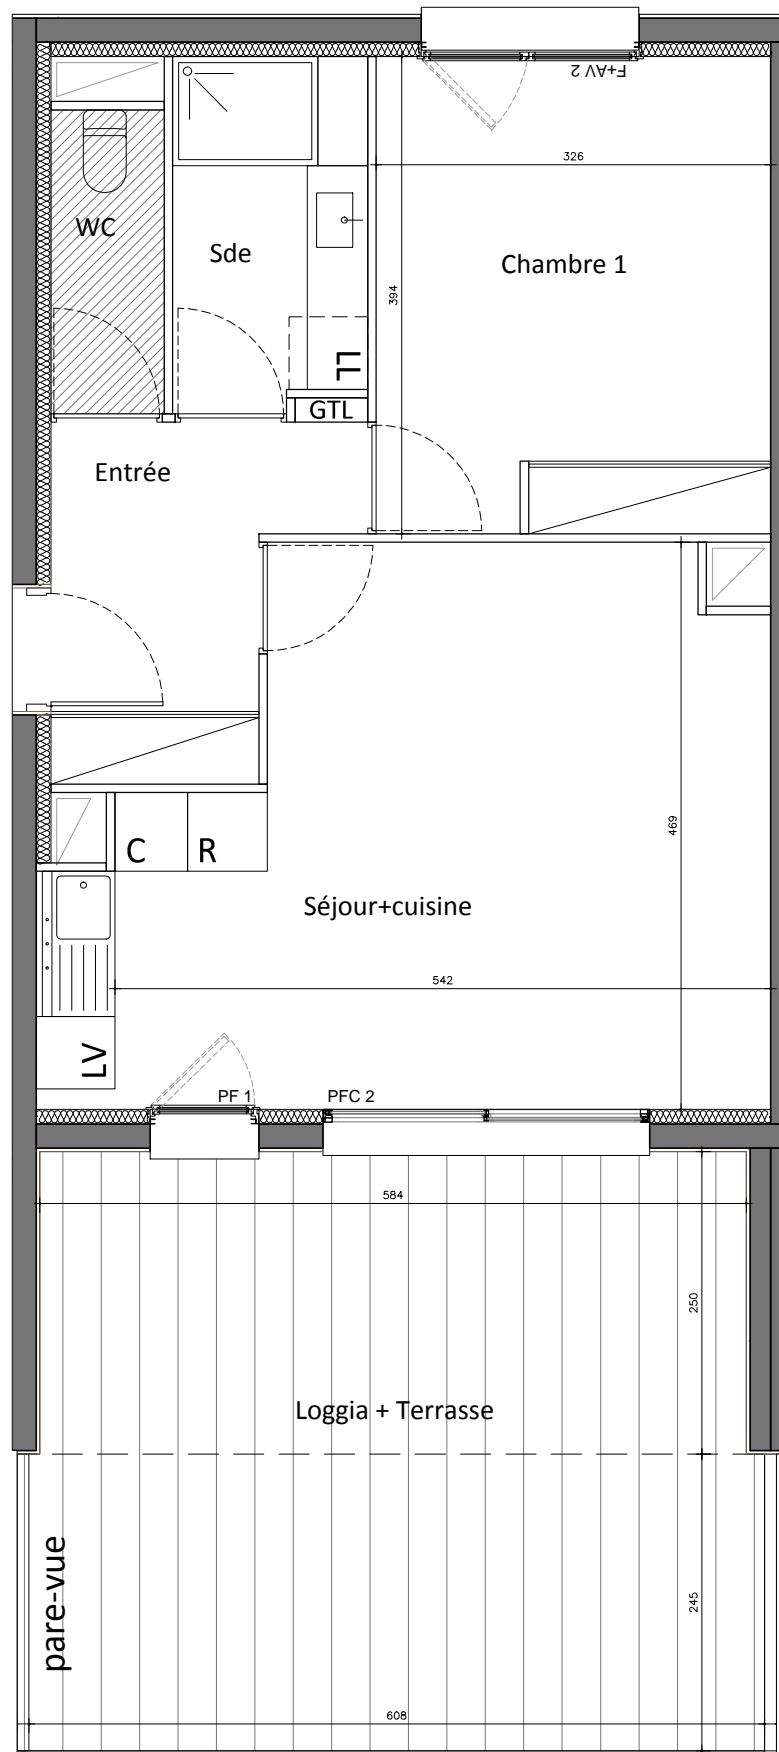 F+AV 2
326
WC
Sde
Chambre 1
394
LL
GTL
Entrée
469
C
R
Séjour+cuisine
542
LV
PF 1
PFC 2
584
250
Loggia + Terrasse
pare-vue
245
608